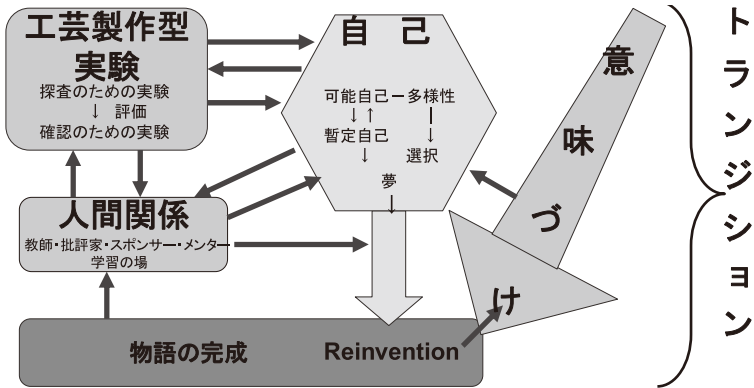 工芸製作型
実験
探査のための実験
↓ 評価
確認のための実験
自 己
可能自己－多様性
↓↑ |
暫定自己 ↓
↓ 選択
夢
↓
人間関係
教師・批評家・スポンサー・メンター
学習の場
物語の完成 Reinvention
意味づけ
トランジション